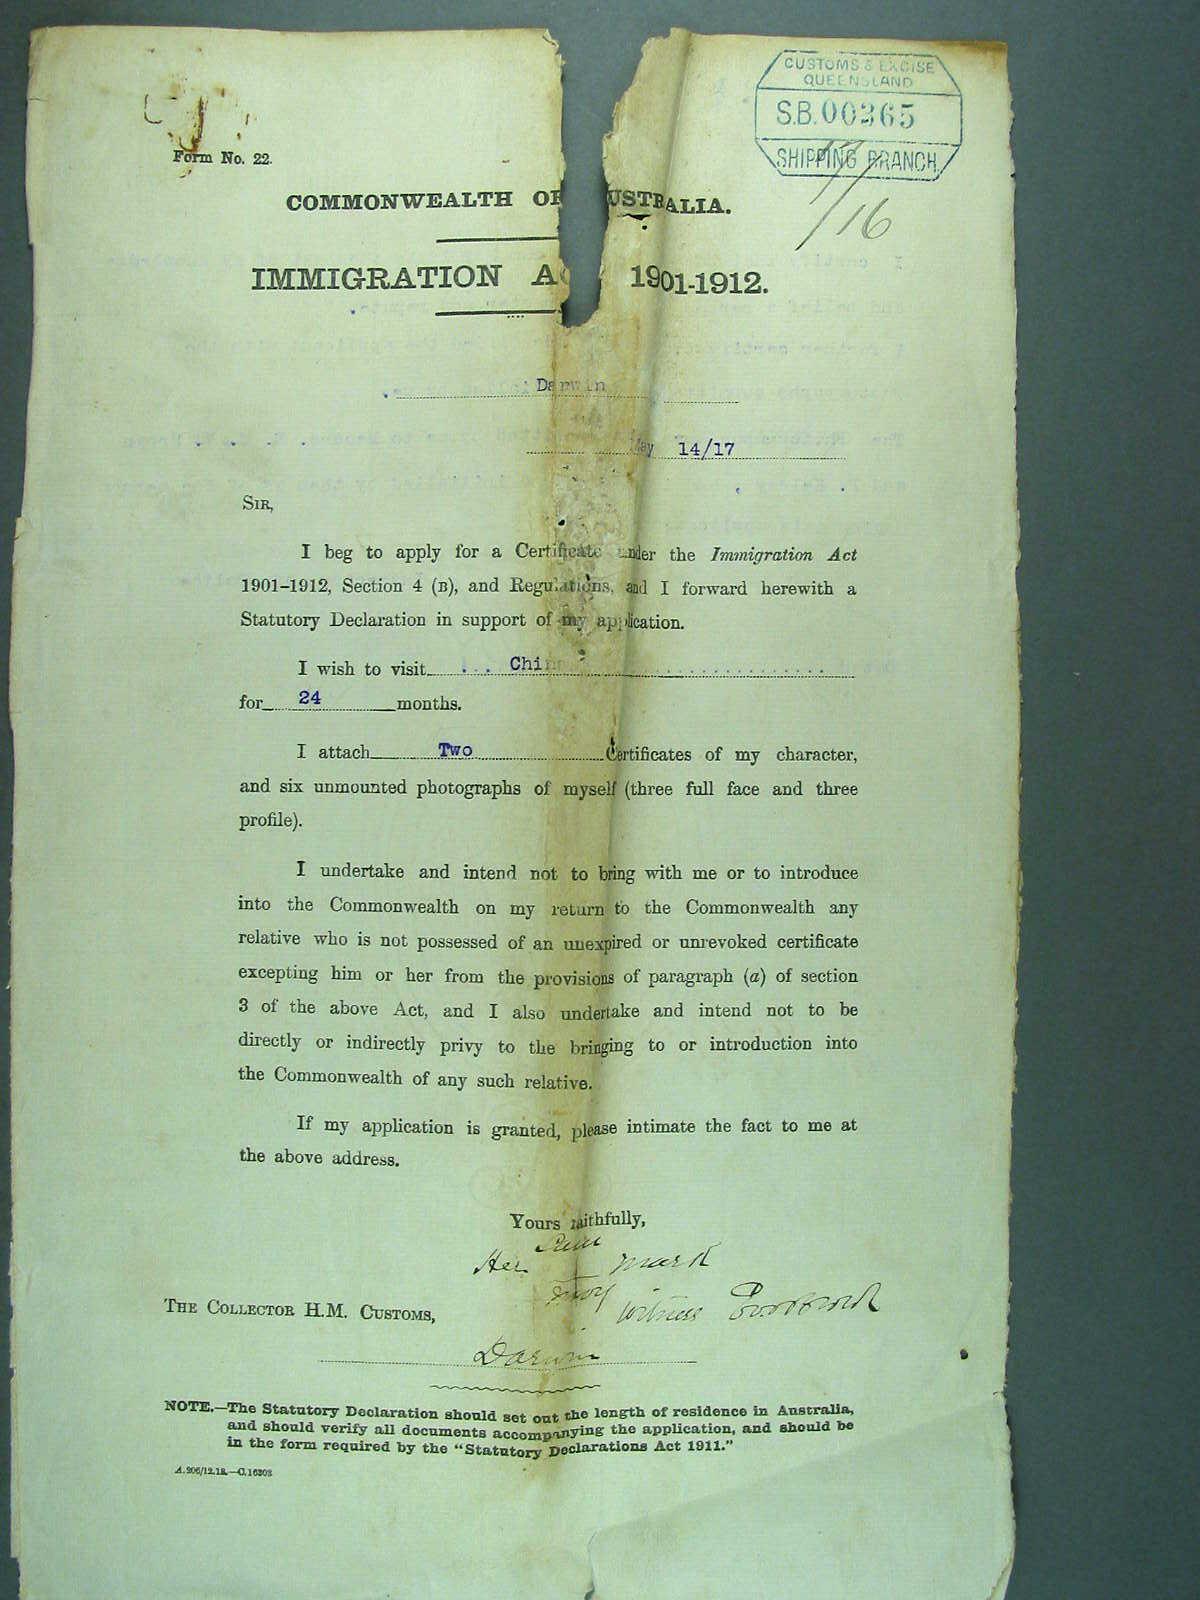 CUSTOMS & EXCISE
QUEENSLAND
S.B. 00365
SHIPPING BRANCH
/16
Form No. 22.
COMMONWEALTH OF USTRALIA.
IMMIGRATION AC 1901-1912.
Darwin
May 14/17
SIR,
I beg to apply for a Certificate under the Immigration Act
1901–1912, Section 4 (B), and Regulations, and I forward herewith a
Statutory Declaration in support of my application.
I wish to visit ... Chin
for 24 months.
I attach Two Certificates of my character,
and six unmounted photographs of myself (three full face and three
profile).
I undertake and intend not to bring with me or to introduce
into the Commonwealth on my return to the Commonwealth any
relative who is not possessed of an unexpired or unrevoked certificate
excepting him or her from the provisions of paragraph (a) of section
3 of the above Act, and I also undertake and intend not to be
directly or indirectly privy to the bringing to or introduction into
the Commonwealth of any such relative.
If my application is granted, please intimate the fact to me at
the above address.
Yours faithfully,
Her mark
Moy
witness
THE COLLECTOR H.M. CUSTOMS,
Darwin
NOTE.—The Statutory Declaration should set out the length of residence in Australia,
and should verify all documents accompanying the application, and should be
in the form required by the "Statutory Declarations Act 1911."
A.206/12.12.—C.16303